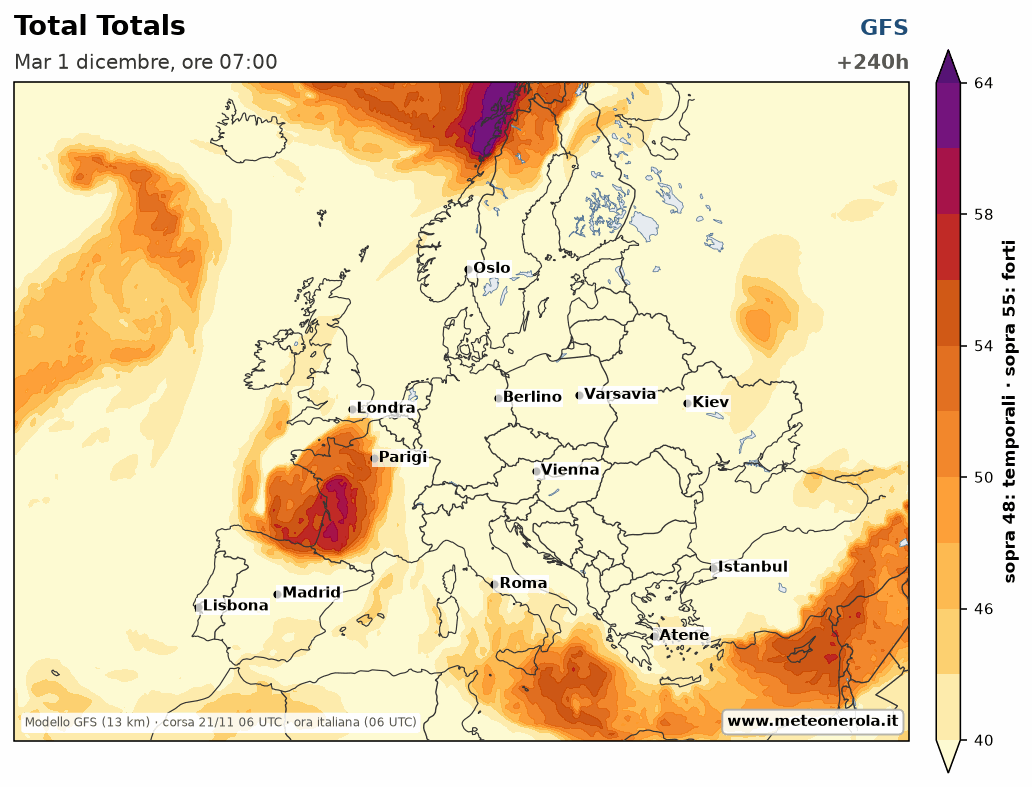 Total Totals
GFS
Mar 1 dicembre, ore 07:00
+240h
64
58
54
50
46
40
sopra 48: temporali · sopra 55: forti
Oslo
Londra
Berlino
Varsavia
Kiev
Parigi
Vienna
Istanbul
Roma
Madrid
Lisbona
Atene
Modello GFS (13 km) · corsa 21/11 06 UTC · ora italiana (06 UTC)
www.meteonerola.it